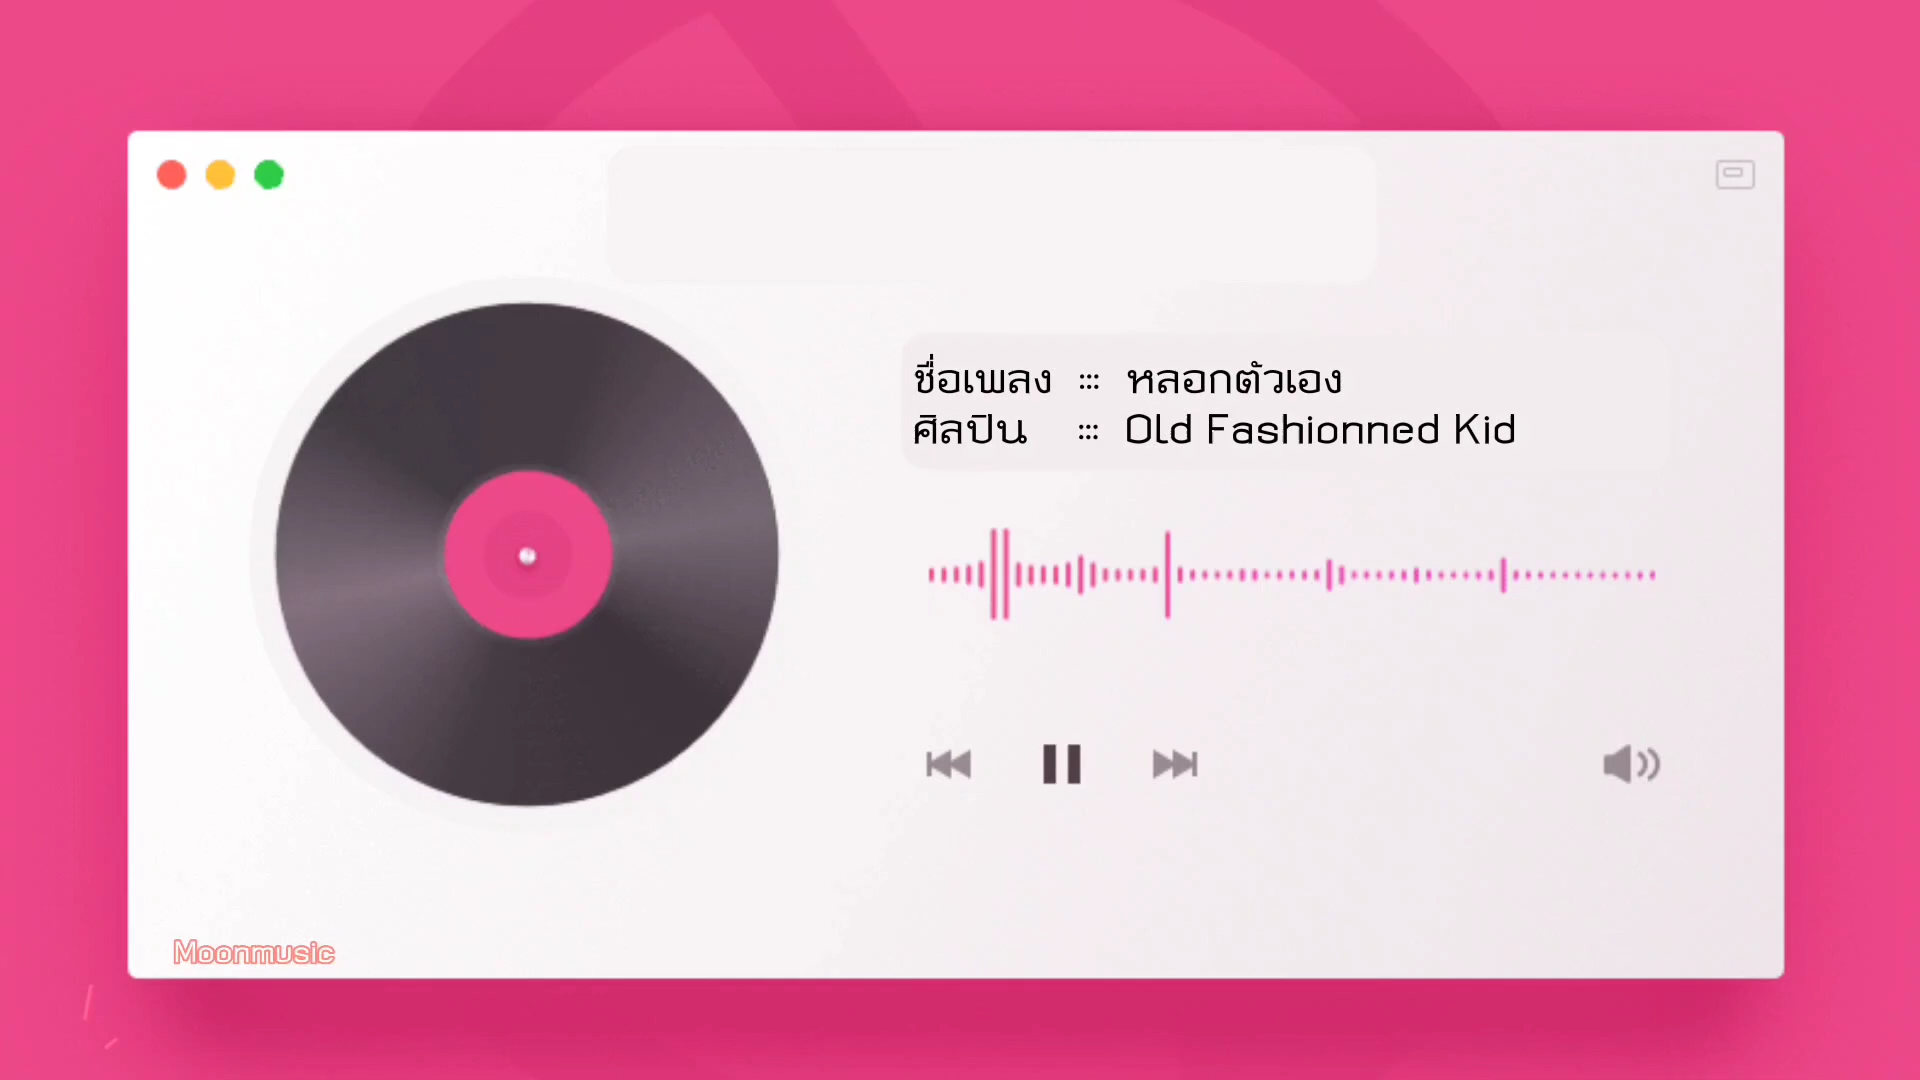 ชื่อเพลง :::  หลอกตัวเอง
ศิลปิน ::: Old Fashionned Kid
Moonmusic